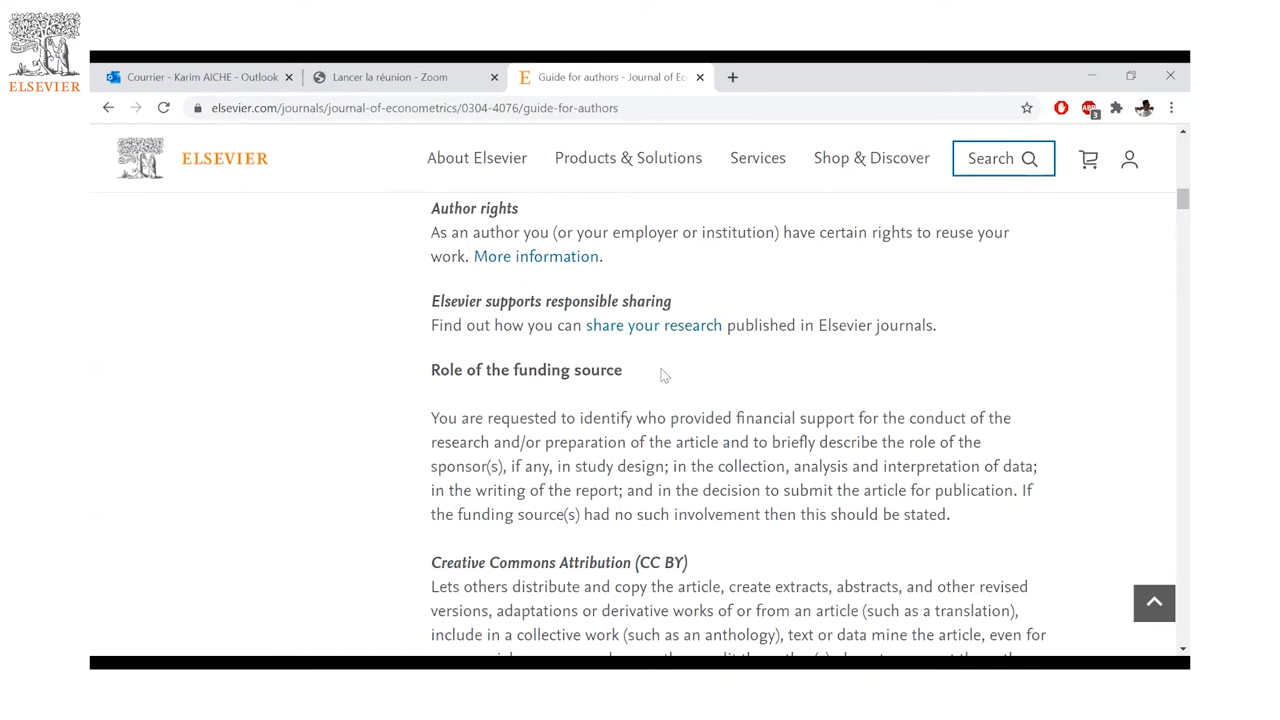 ELSEVIER
Courrier - Karim AICHE - Outlook
Lancer la réunion - Zoom
Guide for authors - Journal of Ec
elsevier.com/journals/journal-of-econometrics/0304-4076/guide-for-authors
ABP
3
ELSEVIER
About Elsevier
Products & Solutions
Services
Shop & Discover
Search
Author rights
As an author you (or your employer or institution) have certain rights to reuse your
work. More information.
Elsevier supports responsible sharing
Find out how you can share your research published in Elsevier journals.
Role of the funding source
You are requested to identify who provided financial support for the conduct of the
research and/or preparation of the article and to briefly describe the role of the
sponsor(s), if any, in study design; in the collection, analysis and interpretation of data;
in the writing of the report; and in the decision to submit the article for publication. If
the funding source(s) had no such involvement then this should be stated.
Creative Commons Attribution (CC BY)
Lets others distribute and copy the article, create extracts, abstracts, and other revised
versions, adaptations or derivative works of or from an article (such as a translation),
include in a collective work (such as an anthology), text or data mine the article, even for